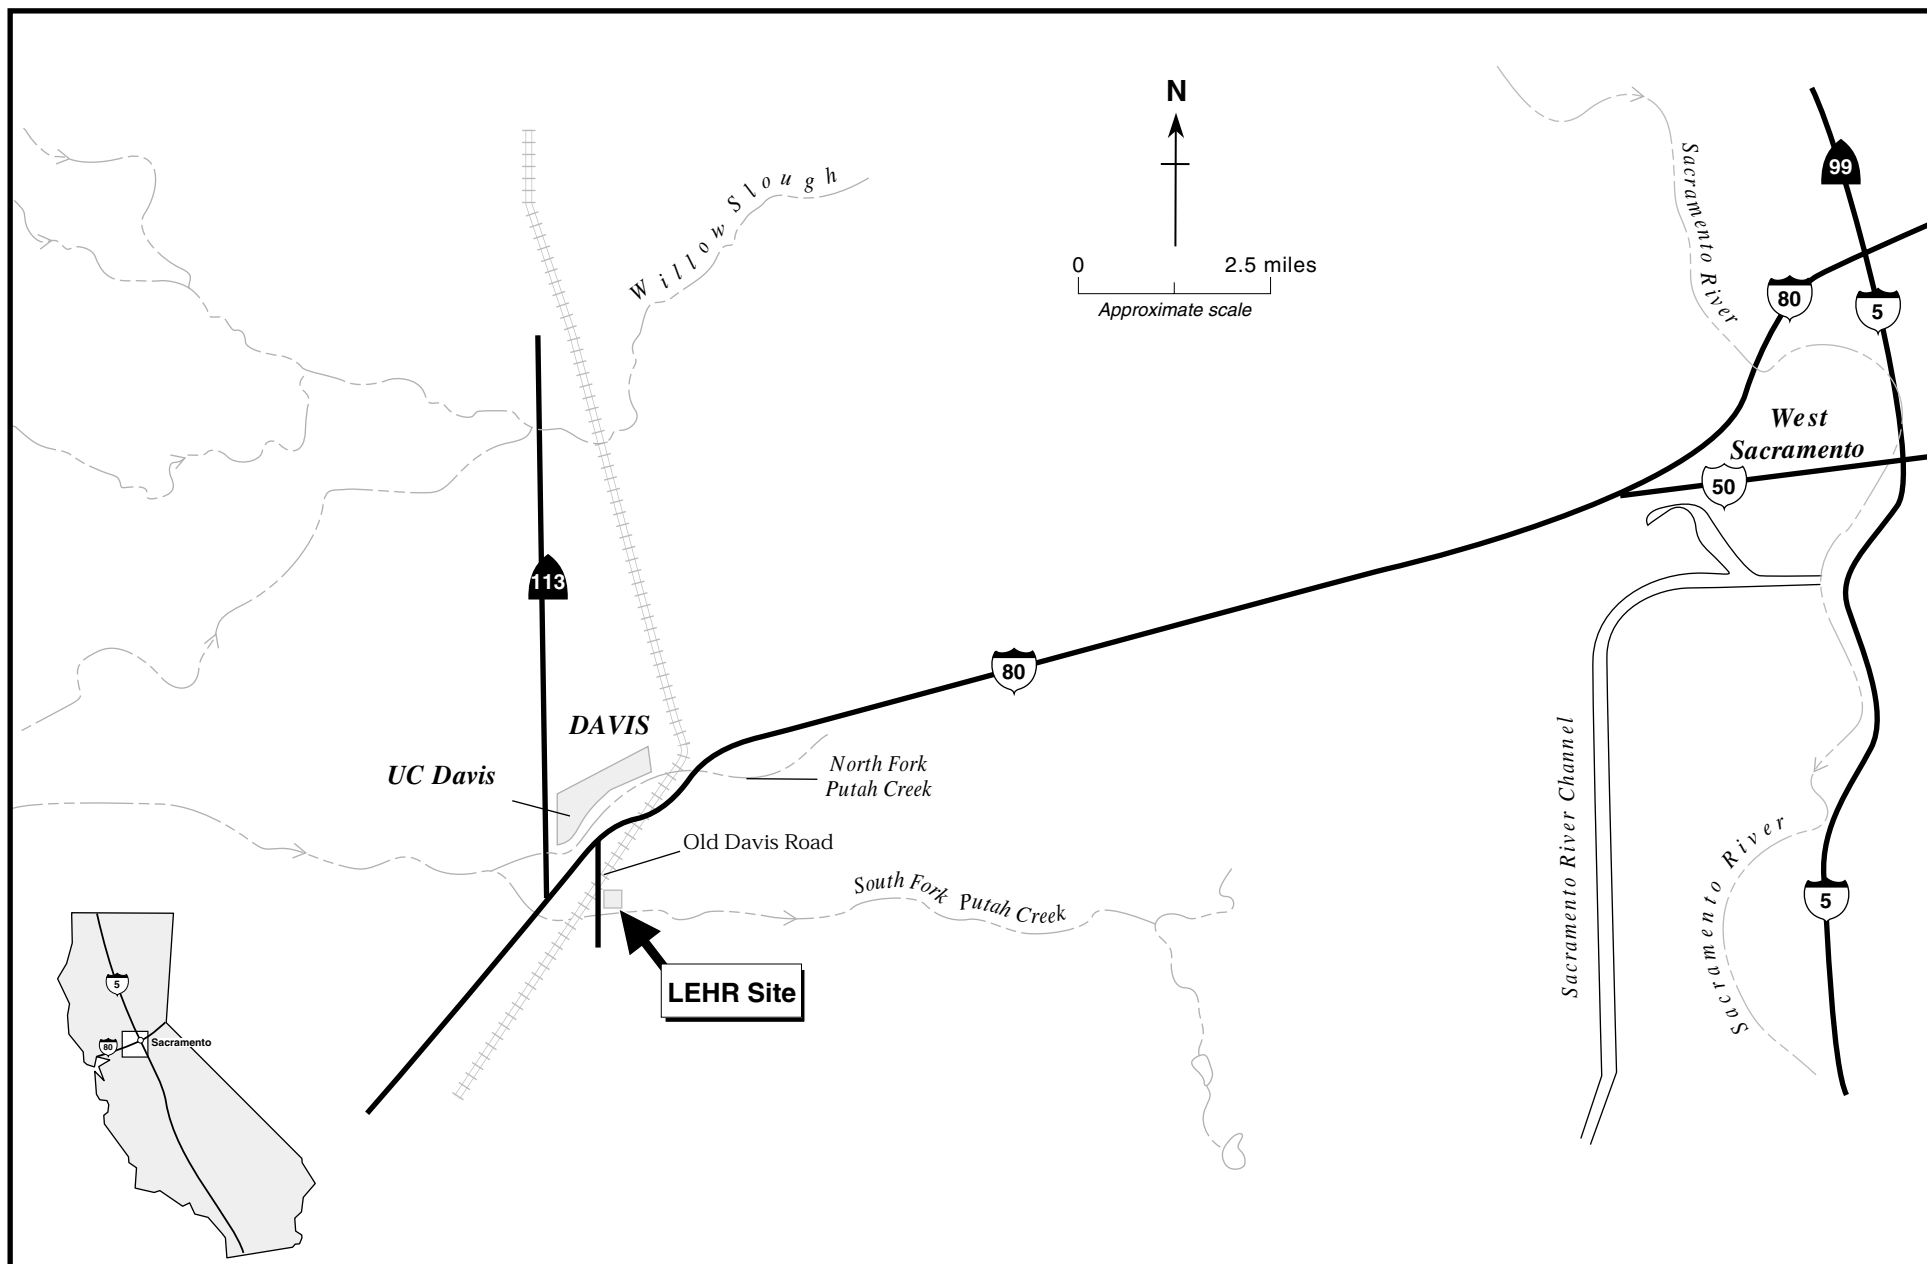 N
0 2.5 miles
Approximate scale
Willow Slough
Sacramento River
99
80
5
West
Sacramento
50
113
80
DAVIS
UC Davis
North Fork
Putah Creek
Old Davis Road
South Fork Putah Creek
LEHR Site
Sacramento River Channel
Sacramento River
5
5
80
Sacramento